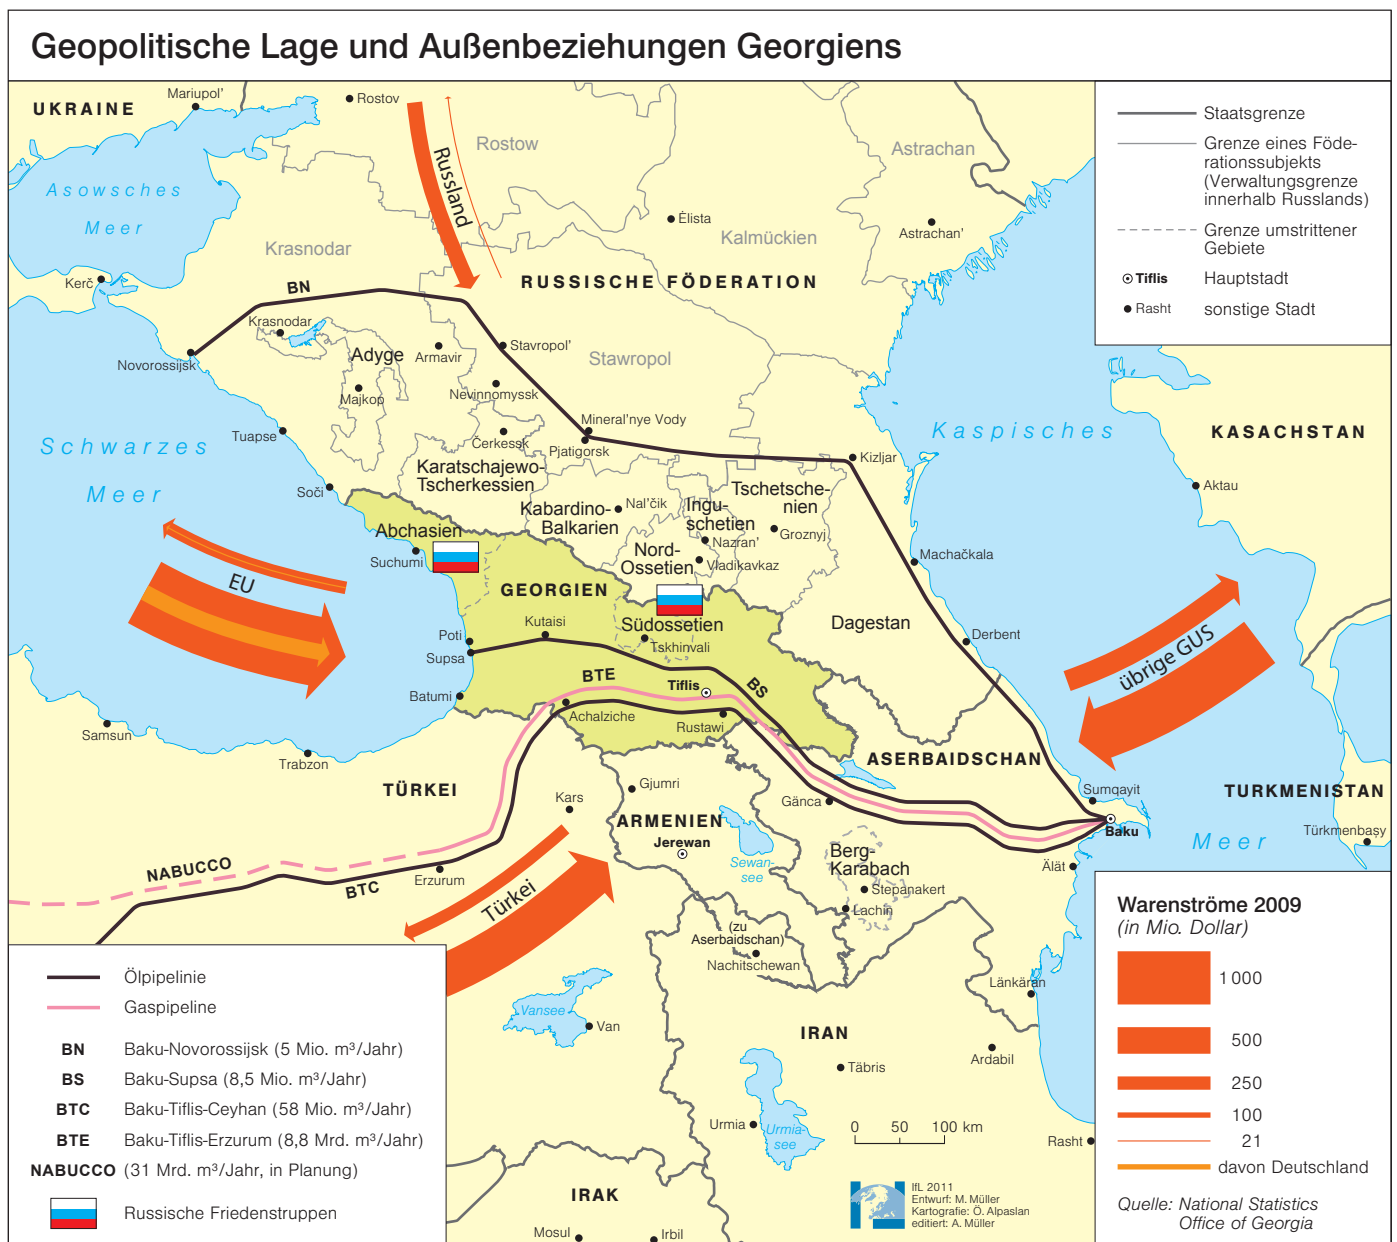 Geopolitische Lage und Außenbeziehungen Georgiens
UKRAINE
Mariupol'
Rostov
Rostow
Astrachan
Asowsches
Meer
Russland
Élista
Kalmückien
Astrachan'
Krasnodar
Kerč
RUSSISCHE FÖDERATION
BN
Krasnodar
Novorossijsk
Adyge
Armavir
Stavropol'
Stawropol
Majkop
Nevinnomyssk
Tuapse
Čerkessk
Mineral'nye Vody
Pjatigorsk
Kizljar
Schwarzes
Meer
Kaspisches
KASACHSTAN
Aktau
Karatschajewo-
Tscherkessien
Soči
Kabardino-
Balkarien
Nal'čik
Ingu-
schetien
Nazran'
Tschetsche-
nien
Groznyj
Abchasien
Suchumi
Nord-
Ossetien
Vladikavkaz
Machačkala
EU
GEORGIEN
Kutaisi
Südossetien
Tskhinvali
Dagestan
Derbent
übrige GUS
Poti
Supsa
Batumi
BTE
Tiflis
BS
Achalziche
Rustawi
Samsun
Trabzon
TÜRKEI
Kars
Gjumri
ARMENIEN
Jerewan
Sewan-
see
Gänca
ASERBAIDSCHAN
Sumqayit
Baku
TURKMENISTAN
Türkmenbaşy
Meer
Älät
NABUCCO
BTC
Erzurum
Türkei
Berg-
Karabach
Stepanakert
Lachin
(zu
Aserbaidschan)
Nachitschewan
Länkäran
Vansee
Van
IRAN
Täbris
Ardabil
Urmia
Urmia-
see
Rasht
IRAK
Mosul
Irbil
0 50 100 km
IfL 2011
Entwurf: M. Müller
Kartografie: Ö. Alpaslan
editiert: A. Müller
Staatsgrenze
Grenze einesFöde-
rationssubjekts
(Verwaltungsgrenze
innerhalb Russlands)
Grenze umstrittener
Gebiete
Tiflis Hauptstadt
Rasht sonstige Stadt
Ölpipelinie
Gaspipeline
BN Baku-Novorossijsk (5 Mio. m³/Jahr)
BS Baku-Supsa (8,5 Mio. m³/Jahr)
BTC Baku-Tiflis-Ceyhan (58 Mio. m³/Jahr)
BTE Baku-Tiflis-Erzurum (8,8 Mrd. m³/Jahr)
NABUCCO (31 Mrd. m³/Jahr, in Planung)
Russische Friedenstruppen
Warenströme 2009
(in Mio. Dollar)
1 000
500
250
100
21
davon Deutschland
Quelle: National Statistics
Office of Georgia